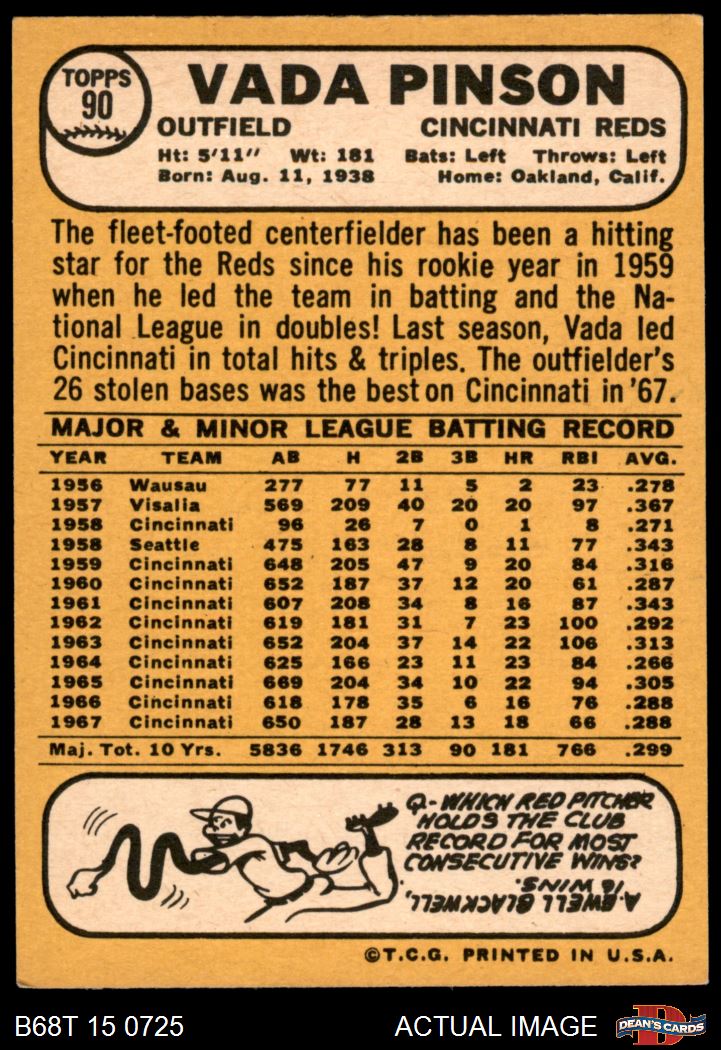 TOPPS
90
VADA PINSON
OUTFIELD CINCINNATI REDS
Ht: 5'11" Wt: 181 Bats: Left Throws: Left
Born: Aug. 11, 1938 Home: Oakland, Calif.
The fleet-footed centerfielder has been a hitting
star for the Reds since his rookie year in 1959
when he led the team in batting and the Na-
tional League in doubles! Last season, Vada led
Cincinnati in total hits & triples. The outfielder's
26 stolen bases was the best on Cincinnati in '67.
MAJOR & MINOR LEAGUE BATTING RECORD
YEAR TEAM AB H 2B 3B HR RBI AVG.
1956 Wausau 277 77 11 5 2 23 .278
1957 Visalia 569 209 40 20 20 97 .367
1958 Cincinnati 96 26 7 0 1 8 .271
1958 Seattle 475 163 28 8 11 77 .343
1959 Cincinnati 648 205 47 9 20 84 .316
1960 Cincinnati 652 187 37 12 20 61 .287
1961 Cincinnati 607 208 34 8 16 87 .343
1962 Cincinnati 619 181 31 7 23 100 .292
1963 Cincinnati 652 204 37 14 22 106 .313
1964 Cincinnati 625 166 23 11 23 84 .266
1965 Cincinnati 669 204 34 10 22 94 .305
1966 Cincinnati 618 178 35 6 16 76 .288
1967 Cincinnati 650 187 28 13 18 66 .288
Maj. Tot. 10 Yrs. 5836 1746 313 90 181 766 .299
Q- WHICH RED PITCHER
HOLDS THE CLUB
RECORD FOR MOST
CONSECUTIVE WINS?
A. EWELL BLACKWELL,
16 WINS.
©T.C.G. PRINTED IN U.S.A.
B68T 15 0725 ACTUAL IMAGE
D
DEAN'S CARDS